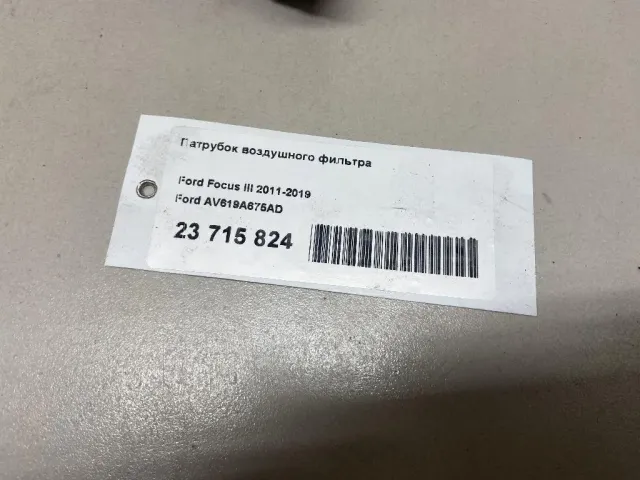 Патрубок воздушного фильтра
Ford Focus III 2011-2019
Ford AV619A675AD
23 715 824